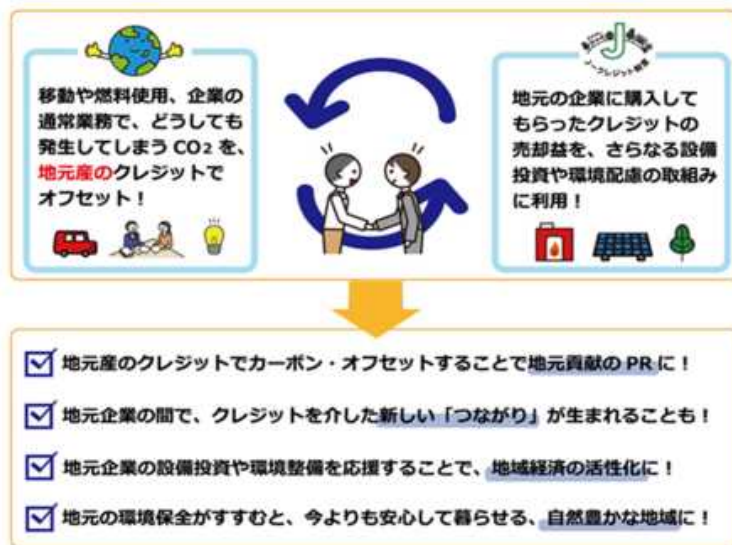 移動や燃料使用、企業の
通常業務で、どうしても
発生してしまう CO2 を、
地元産のクレジットで
オフセット！
J
地元の企業に購入して
もらったクレジットの
売却益を、さらなる設備
投資や環境配慮の取組み
に利用！
地元産のクレジットでカーボン・オフセットすることで地元貢献の PR に！
地元企業の間で、クレジットを介した新しい「つながり」が生まれることも！
地元企業の設備投資や環境整備を応援することで、地域経済の活性化に！
地元の環境保全がすすむと、今よりも安心して暮らせる、自然豊かな地域に！